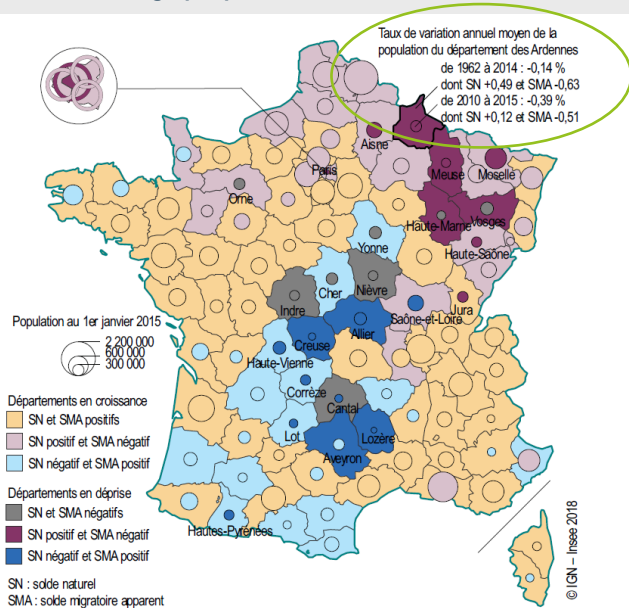 Taux de variation annuel moyen de la
population du département des Ardennes
de 1962 à 2014 : -0,14 %
dont SN +0,49 et SMA -0,63
de 2010 à 2015 : -0,39 %
dont SN +0,12 et SMA -0,51
Aisne
Paris
Meuse
Moselle
Orne
Haute-Marne
Vosges
Yonne
Haute-Saône
Cher
Nièvre
Indre
Jura
Allier
Saône-et-Loire
Creuse
Haute-Vienne
Corrèze
Cantal
Lot
Lozère
Aveyron
Hautes-Pyrénées
Population au 1er janvier 2015
2 200 000
600 000
300 000
Départements en croissance
SN et SMA positifs
SN positif et SMA négatif
SN négatif et SMA positif
Départements en déprise
SN et SMA négatifs
SN positif et SMA négatif
SN négatif et SMA positif
SN : solde naturel
SMA : solde migratoire apparent
© IGN – Insee 2018